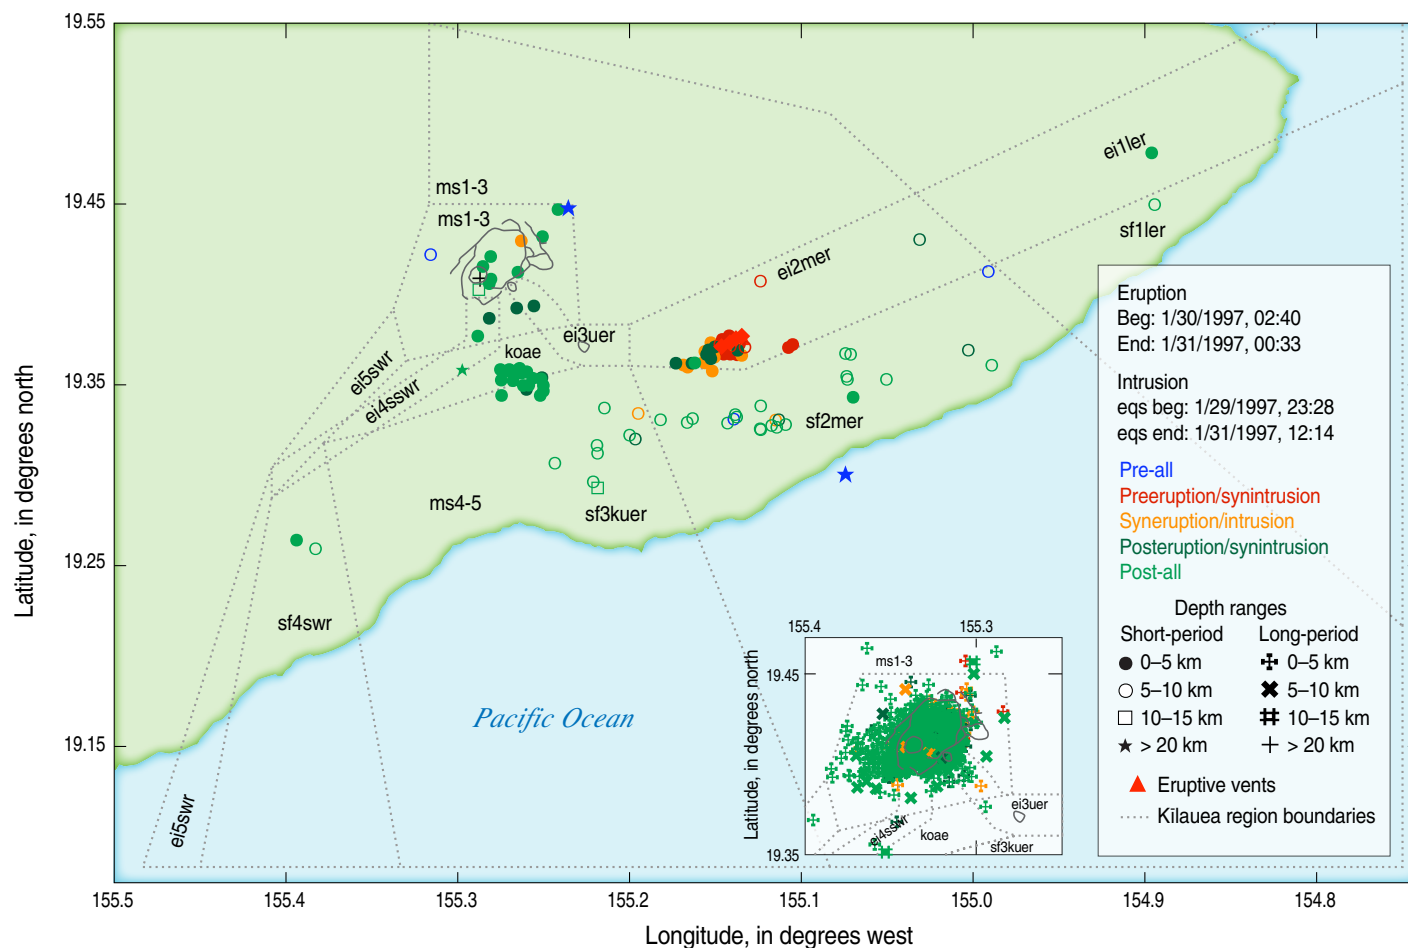 19.55
19.45
19.35
19.25
19.15
Latitude, in degrees north
155.5
155.4
155.3
155.2
155.1
155.0
154.9
154.8
Longitude, in degrees west
ms1-3
ms1-3
ei1ler
sf1ler
ei2mer
ei3uer
koae
ei5swr
ei4sswr
sf2mer
ms4-5
sf3kuer
sf4swr
ei5swr
Pacific Ocean
Eruption
Beg: 1/30/1997, 02:40
End: 1/31/1997, 00:33
Intrusion
eqs beg: 1/29/1997, 23:28
eqs end: 1/31/1997, 12:14
Pre-all
Preeruption/synintrusion
Syneruption/intrusion
Posteruption/synintrusion
Post-all
Depth ranges
Short-period
Long-period
0–5 km
0–5 km
5–10 km
5–10 km
10–15 km
10–15 km
> 20 km
> 20 km
Eruptive vents
Kīlauea region boundaries
155.4
155.3
19.45
19.35
Latitude, in degrees north
ms1-3
ei3uer
ei4sswr
koae
sf3kuer